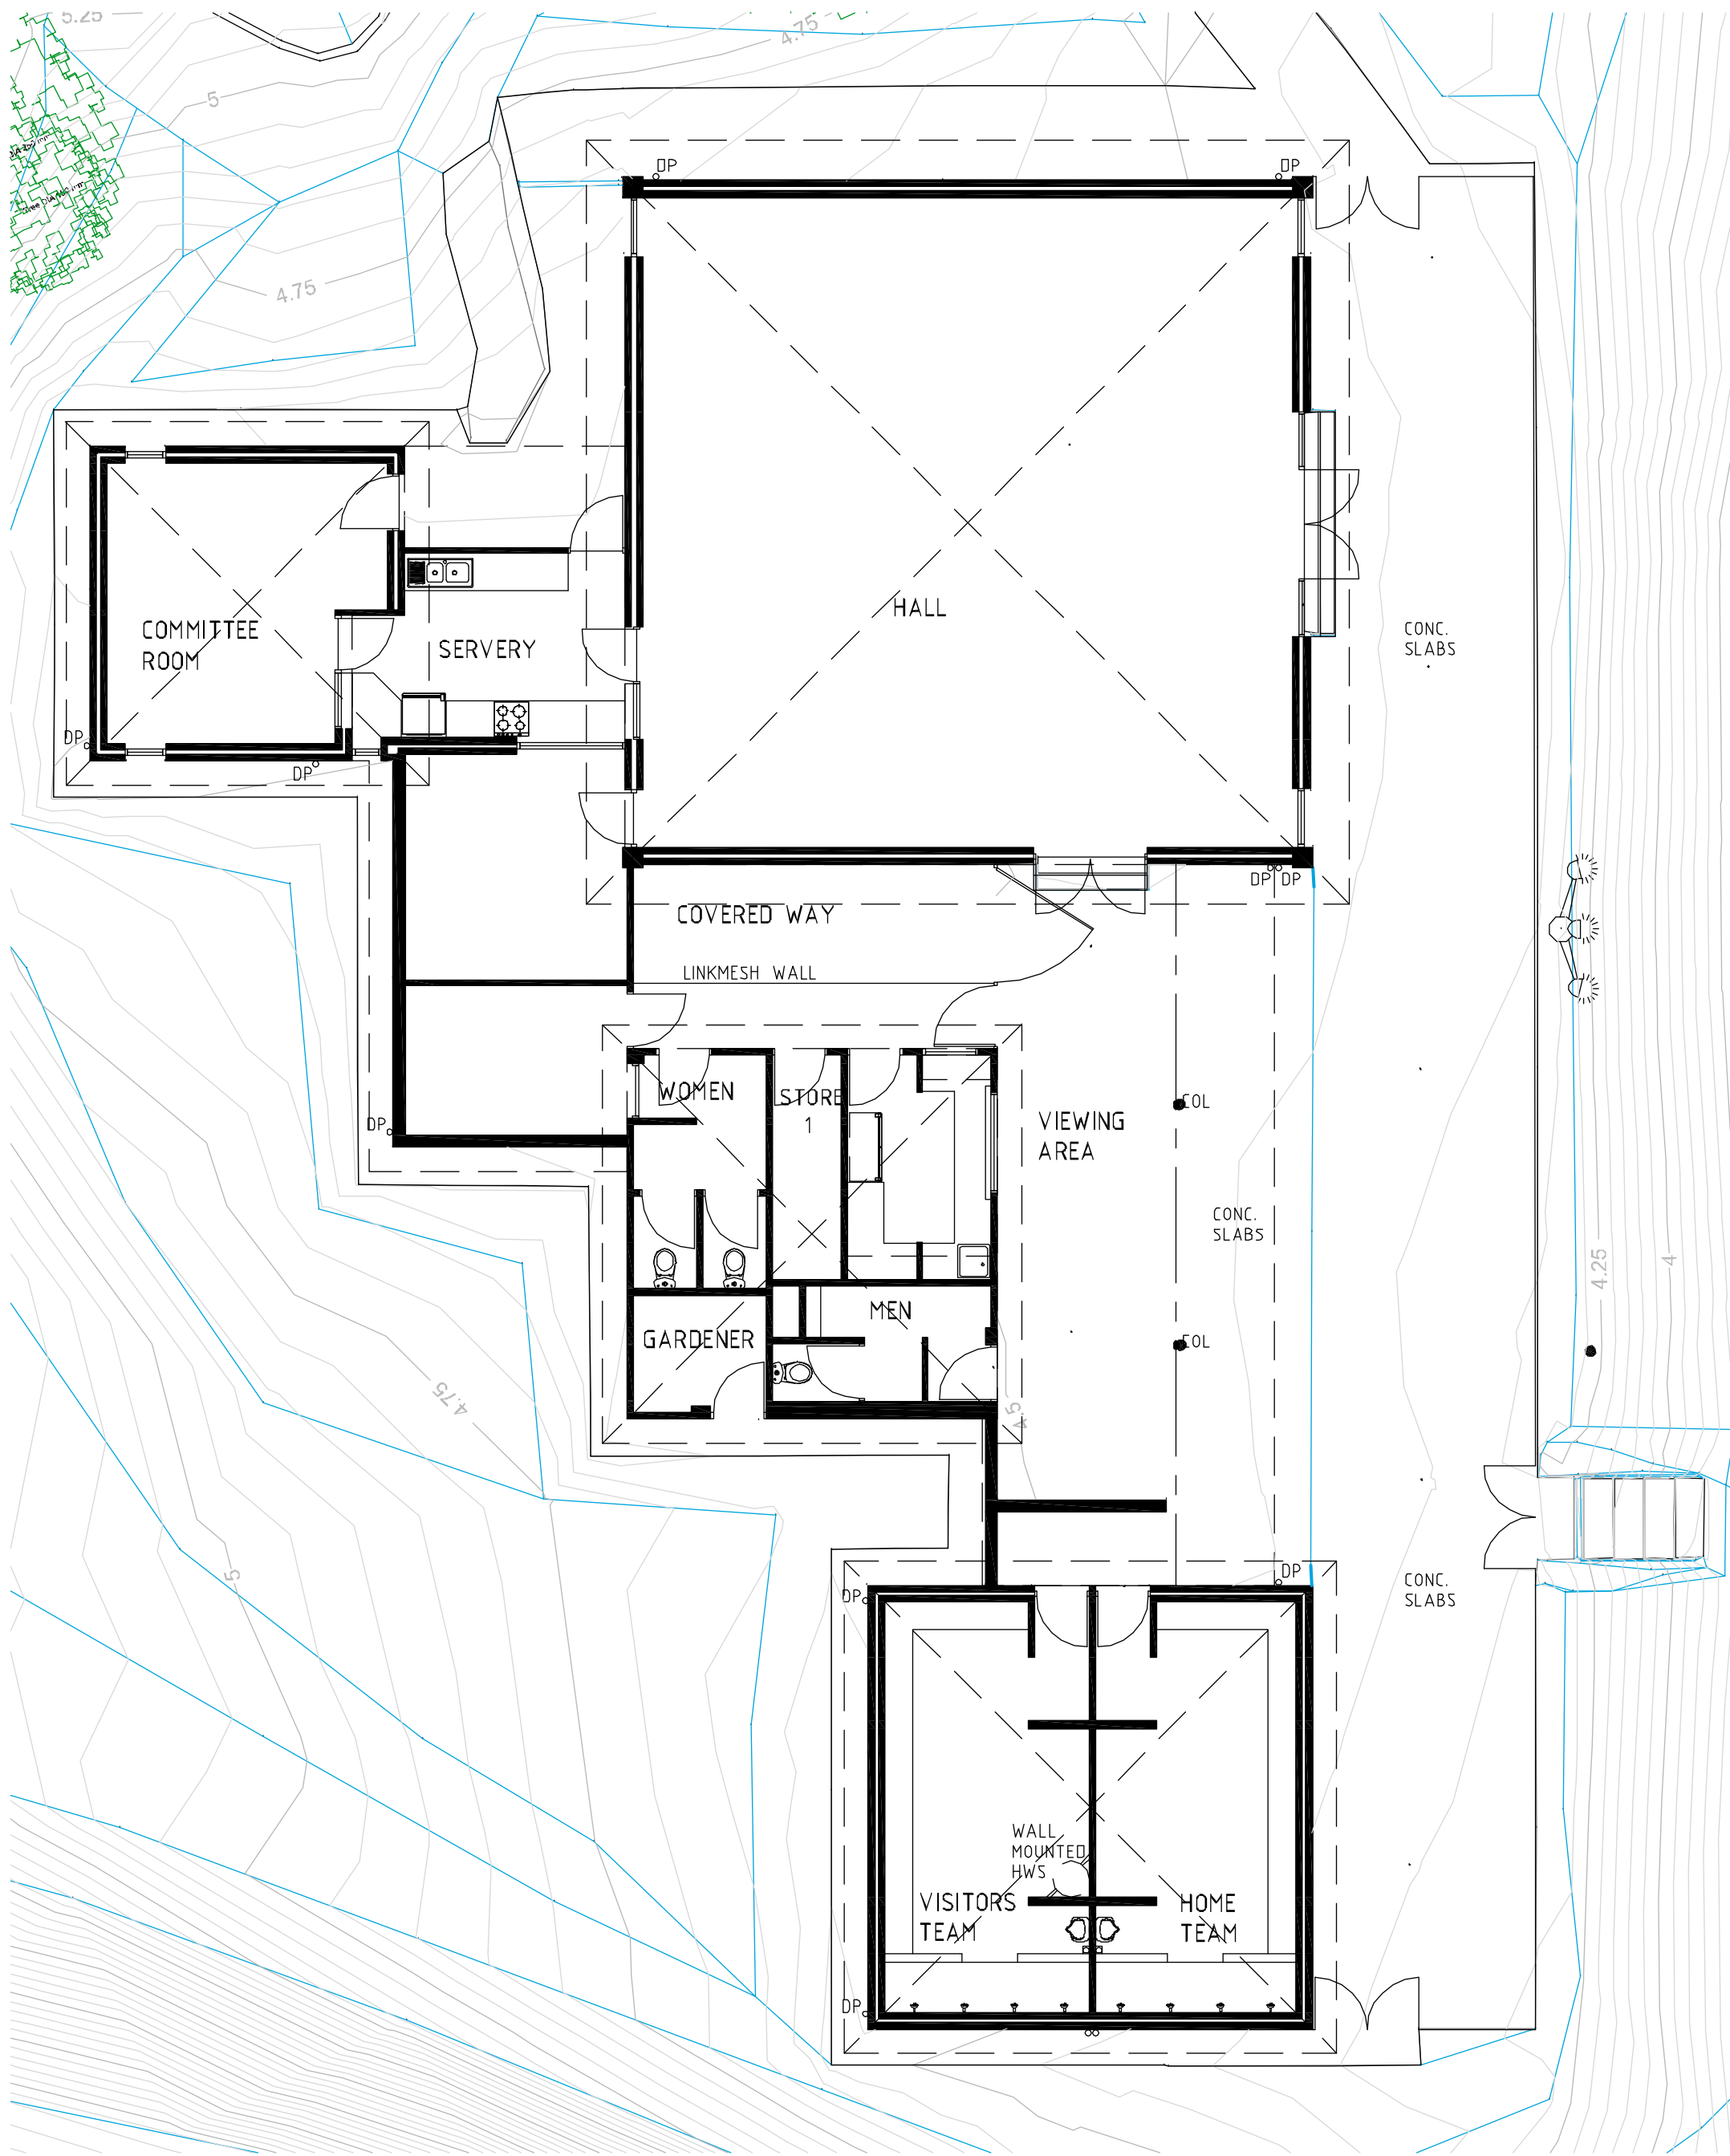 5.25
4.75
5
DP
DP
4.75
HALL
COMMITTEE
ROOM
SERVERY
CONC.
SLABS
DP
DP
DP DP
COVERED WAY
LINKMESH WALL
WOMEN
STORE
1
COL
DP
VIEWING
AREA
CONC.
SLABS
4.25
4
MEN
GARDENER
COL
4.75
4.5
5
DP
DP
CONC.
SLABS
WALL
MOUNTED
HWS
VISITORS
TEAM
HOME
TEAM
DP